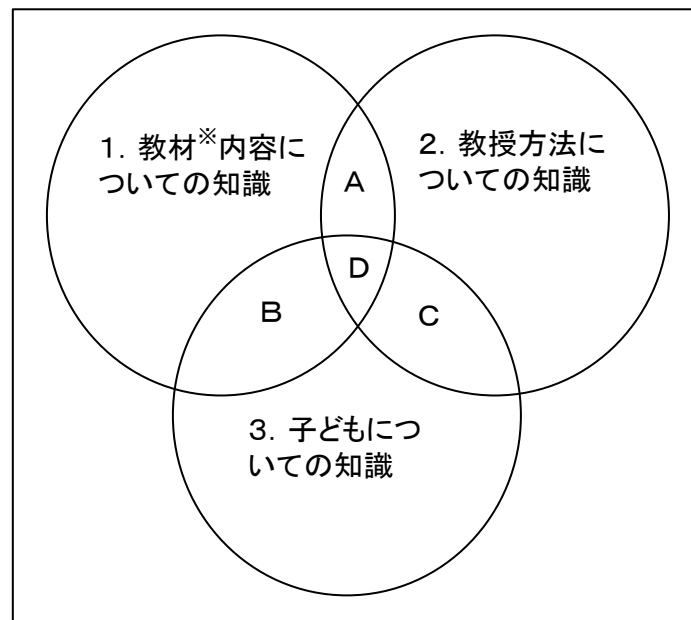 1．教材※内容に
ついての知識
2．教授方法に
ついての知識
A
D
B
C
3．子どもにつ
いての知識